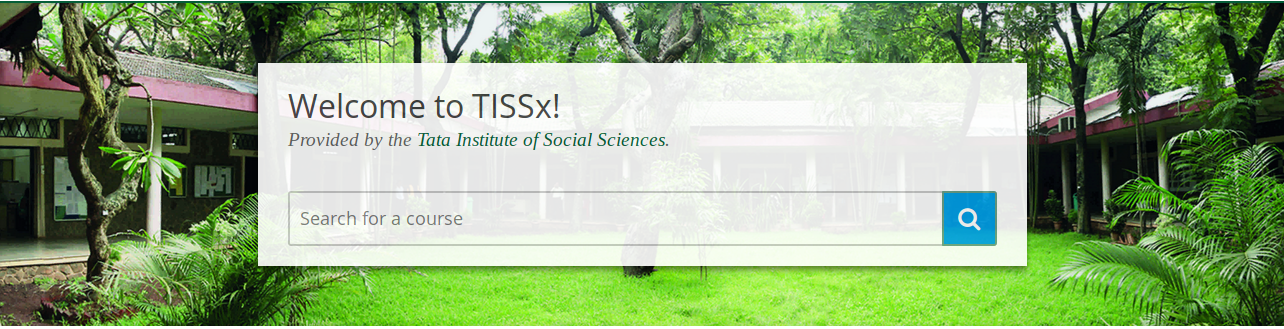 Welcome to TISSx!
Provided by the Tata Institute of Social Sciences.
Search for a course